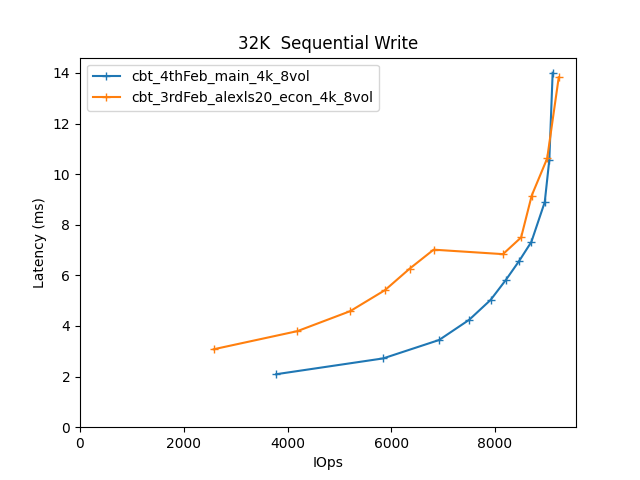 32K  Sequential Write
cbt_4thFeb_main_4k_8vol
cbt_3rdFeb_alexls20_econ_4k_8vol
14
12
10
8
6
4
2
0
Latency (ms)
0 2000 4000 6000 8000
IOps